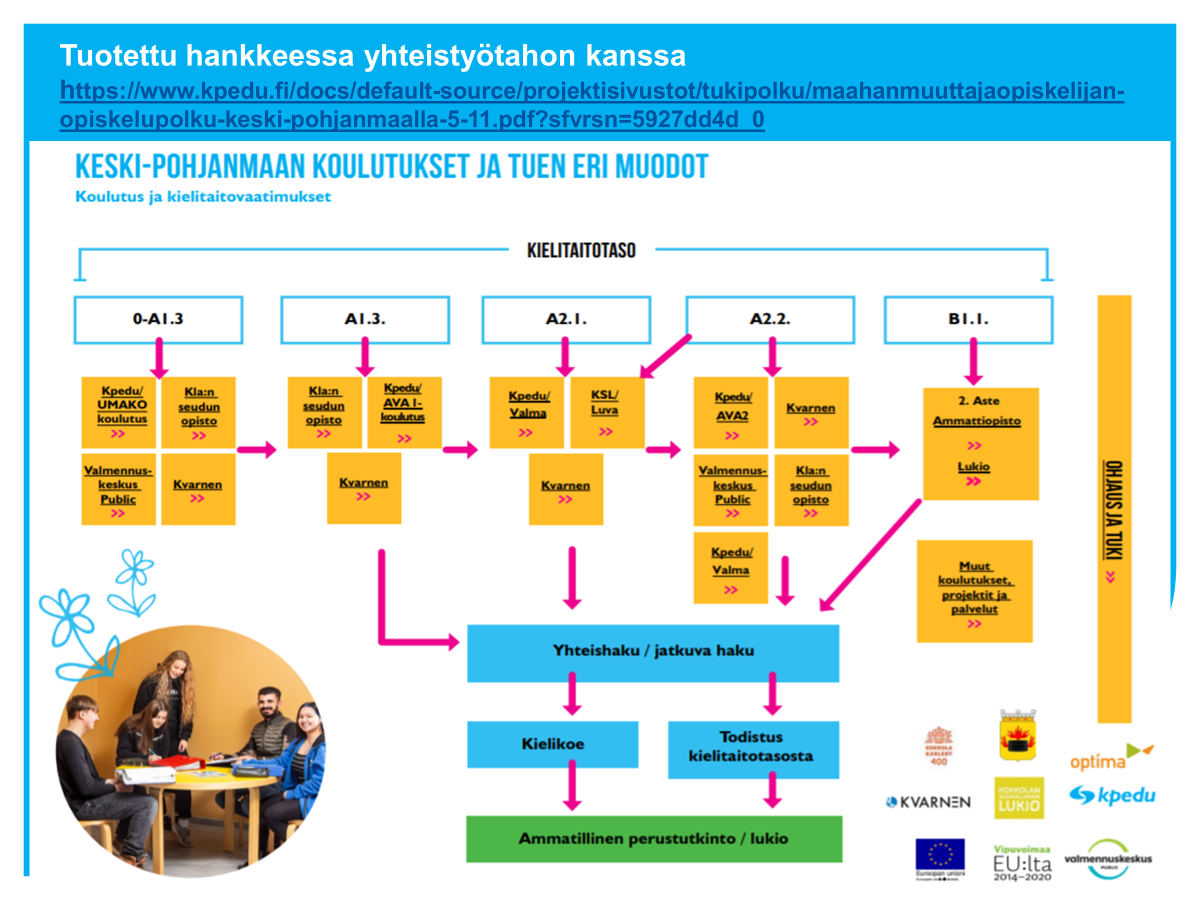 Tuotettu hankkeessa yhteistyötahon kanssa
https://www.kpedu.fi/docs/default-source/projektisivustot/tukipolku/maahanmuuttajaopiskelijan-
opiskelupolku-keski-pohjanmaalla-5-11.pdf?sfvrsn=5927dd4d_0
KESKI-POHJANMAAN KOULUTUKSET JA TUEN ERI MUODOT
Koulutus ja kielitaitovaatimukset
KIELITAITOTASO
0-A1.3
A1.3.
A2.1.
A2.2.
B1.1.
Kpedu/
UMAKO
koulutus
>>
Kla:n
seudun
opisto
>>
Valmennus-
keskus
Public
>>
Kvarnen
>>
Kla:n
seudun
opisto
>>
Kpedu/
AVA I-
koulutus
>>
Kvarnen
>>
Kpedu/
Valma
>>
KSL/
Luva
>>
Kvarnen
>>
Kpedu/
AVA2
>>
Kvarnen
>>
Valmennus-
keskus
Public
>>
Kla:n
seudun
opisto
>>
Kpedu/
Valma
>>
2. Aste
Ammattiopisto
>>
Lukio
>>
Muut
koulutukset,
projektit ja
palvelut
>>
OHJAUS JA TUKI >>
Yhteishaku / jatkuva haku
Kielikoe
Todistus
kielitaitotasosta
Ammatillinen perustutkinto / lukio
KOKKOLA
KARLEBY
400
optima
KVARNEN
KOKKOLAN
SUOMALAINEN
LUKIO
kpedu
Euroopan unioni
Vipuvoimaa
EU:lta
2014–2020
valmennuskeskus
PUBLIC